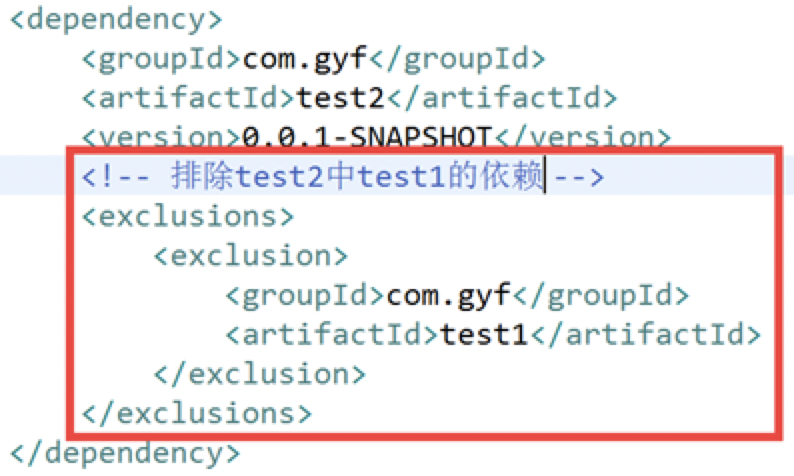 <dependency>
<groupId>com.gyf</groupId>
<artifactId>test2</artifactId>
<version>0.0.1-SNAPSHOT</version>
<!-- 排除test2中test1的依赖 -->
<exclusions>
<exclusion>
<groupId>com.gyf</groupId>
<artifactId>test1</artifactId>
</exclusion>
</exclusions>
</dependency>